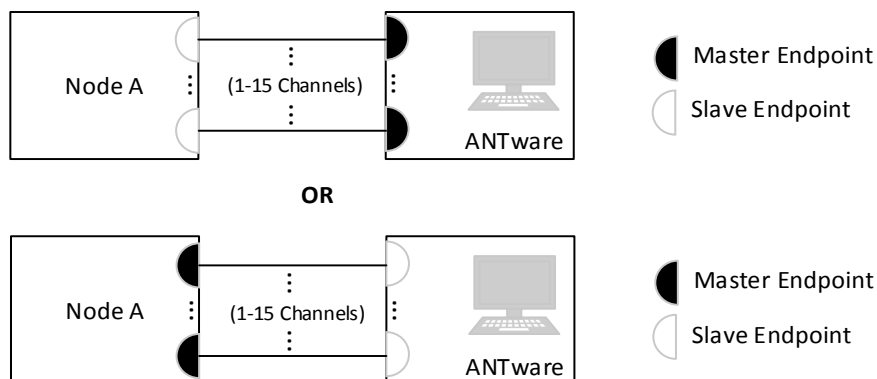 Node A
(1-15 Channels)
ANTware
Master Endpoint
Slave Endpoint
OR
Node A
(1-15 Channels)
ANTware
Master Endpoint
Slave Endpoint